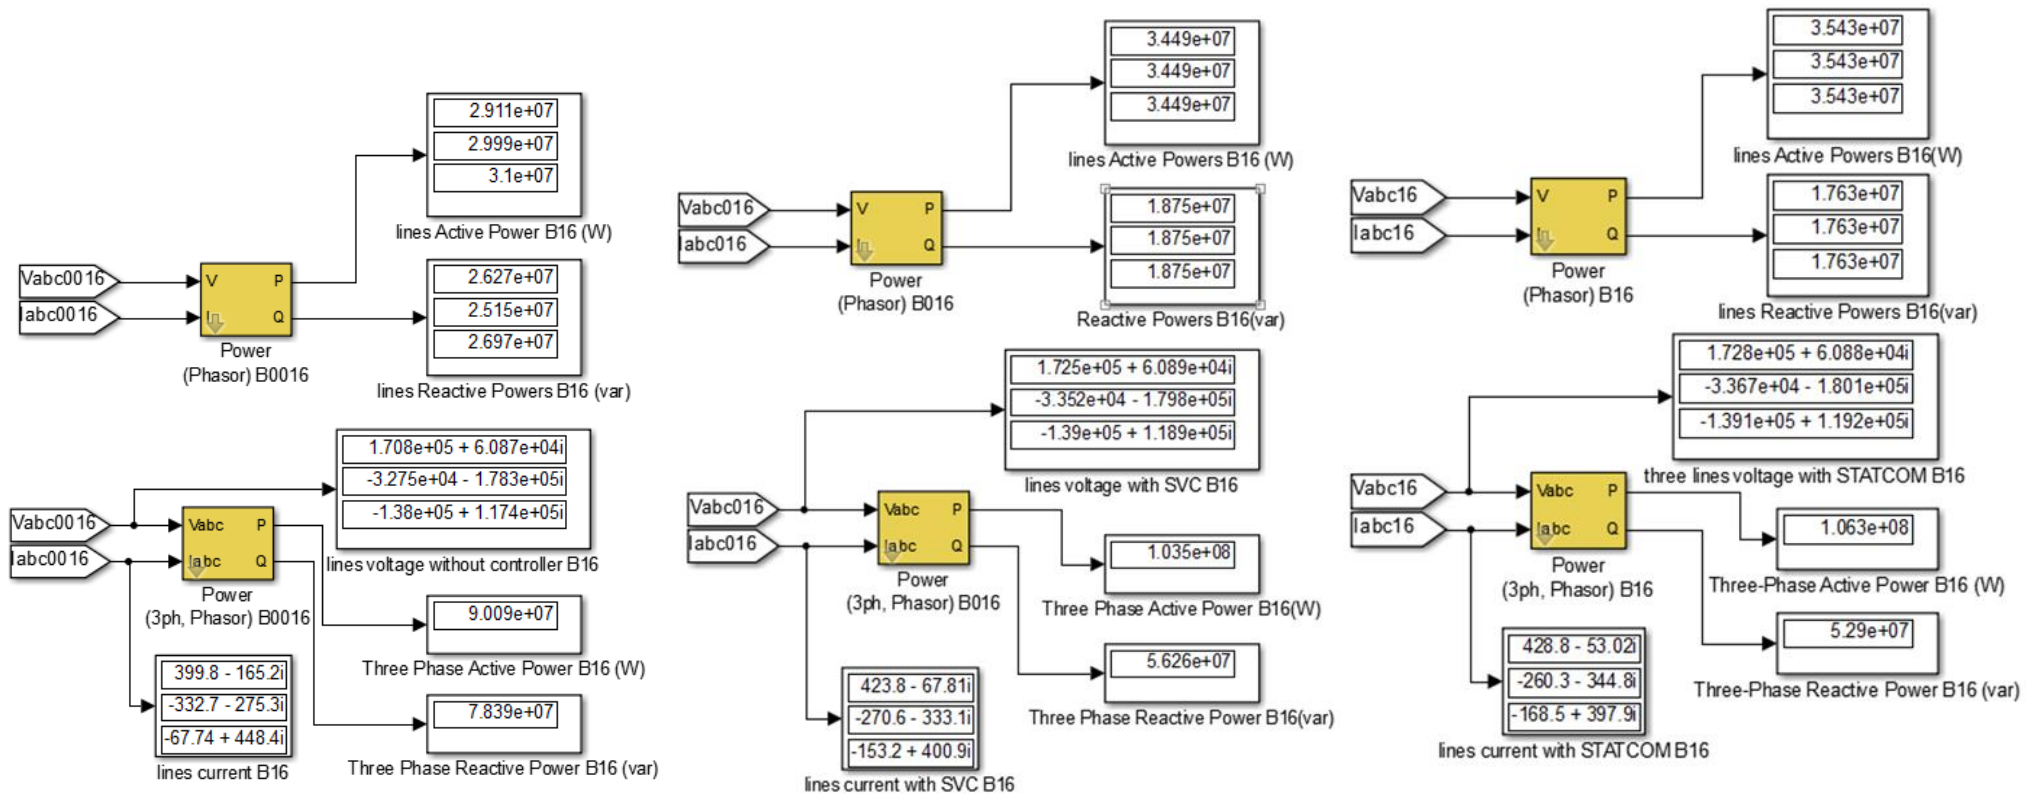 2.911e+07
2.999e+07
3.1e+07
lines Active Power B16 (W)
Vabc0016
Iabc0016
V
P
I
Q
Power
(Phasor) B0016
2.627e+07
2.515e+07
2.697e+07
lines Reactive Powers B16 (var)
1.708e+05 + 6.087e+04i
-3.275e+04 - 1.783e+05i
-1.38e+05 + 1.174e+05i
lines voltage without controller B16
Vabc0016
Iabc0016
Vabc
P
Iabc
Q
Power
(3ph, Phasor) B0016
9.009e+07
Three Phase Active Power B16 (W)
399.8 - 165.2i
-332.7 - 275.3i
-67.74 + 448.4i
lines current B16
7.839e+07
Three Phase Reactive Power B16 (var)
3.449e+07
3.449e+07
3.449e+07
lines Active Powers B16 (W)
Vabc016
Iabc016
V
P
I
Q
Power
(Phasor) B016
1.875e+07
1.875e+07
1.875e+07
Reactive Powers B16(var)
1.725e+05 + 6.089e+04i
-3.352e+04 - 1.798e+05i
-1.39e+05 + 1.189e+05i
lines voltage with SVC B16
Vabc016
Iabc016
Vabc
P
Iabc
Q
Power
(3ph, Phasor) B016
1.035e+08
Three Phase Active Power B16(W)
5.626e+07
Three Phase Reactive Power B16(var)
423.8 - 67.81i
-270.6 - 333.1i
-153.2 + 400.9i
lines current with SVC B16
3.543e+07
3.543e+07
3.543e+07
lines Active Powers B16(W)
Vabc16
Iabc16
V
P
I
Q
Power
(Phasor) B16
1.763e+07
1.763e+07
1.763e+07
lines Reactive Powers B16(var)
1.728e+05 + 6.088e+04i
-3.367e+04 - 1.801e+05i
-1.391e+05 + 1.192e+05i
three lines voltage with STATCOM B16
Vabc16
Iabc16
Vabc
P
Iabc
Q
Power
(3ph, Phasor) B16
1.063e+08
Three-Phase Active Power B16 (W)
5.29e+07
Three-Phase Reactive Power B16 (var)
428.8 - 53.02i
-260.3 - 344.8i
-168.5 + 397.9i
lines current with STATCOM B16